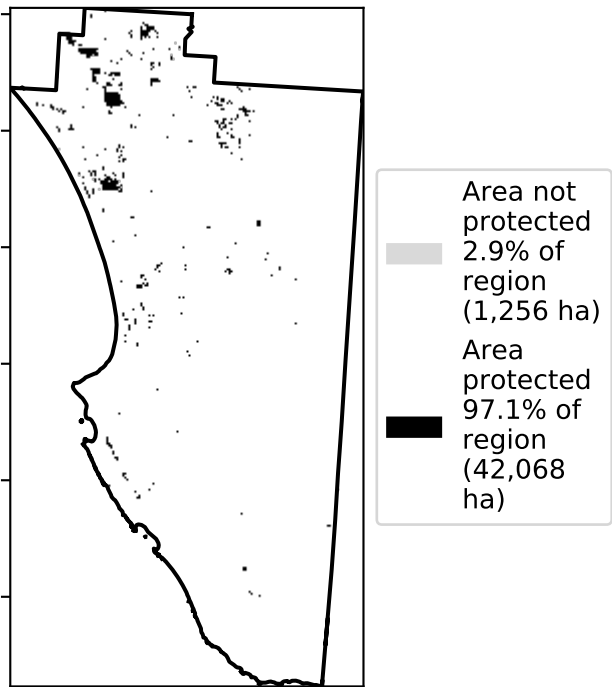 Area not
protected
2.9% of
region
(1,256 ha)
Area
protected
97.1% of
region
(42,068
ha)